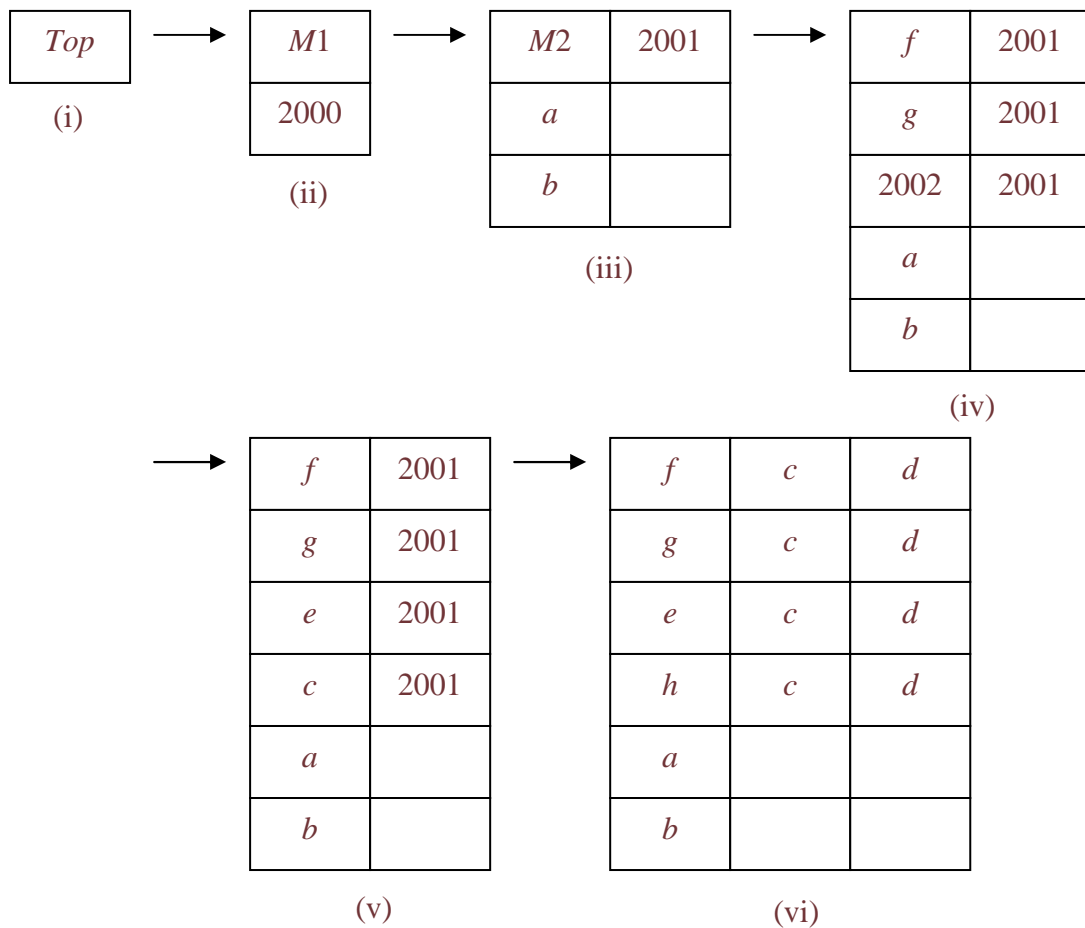 Top
(i)
M1
2000
(ii)
M2 2001
a
b
(iii)
f 2001
g 2001
2002 2001
a
b
(iv)
f 2001
g 2001
e 2001
c 2001
a
b
(v)
f c d
g c d
e c d
h c d
a
b
(vi)